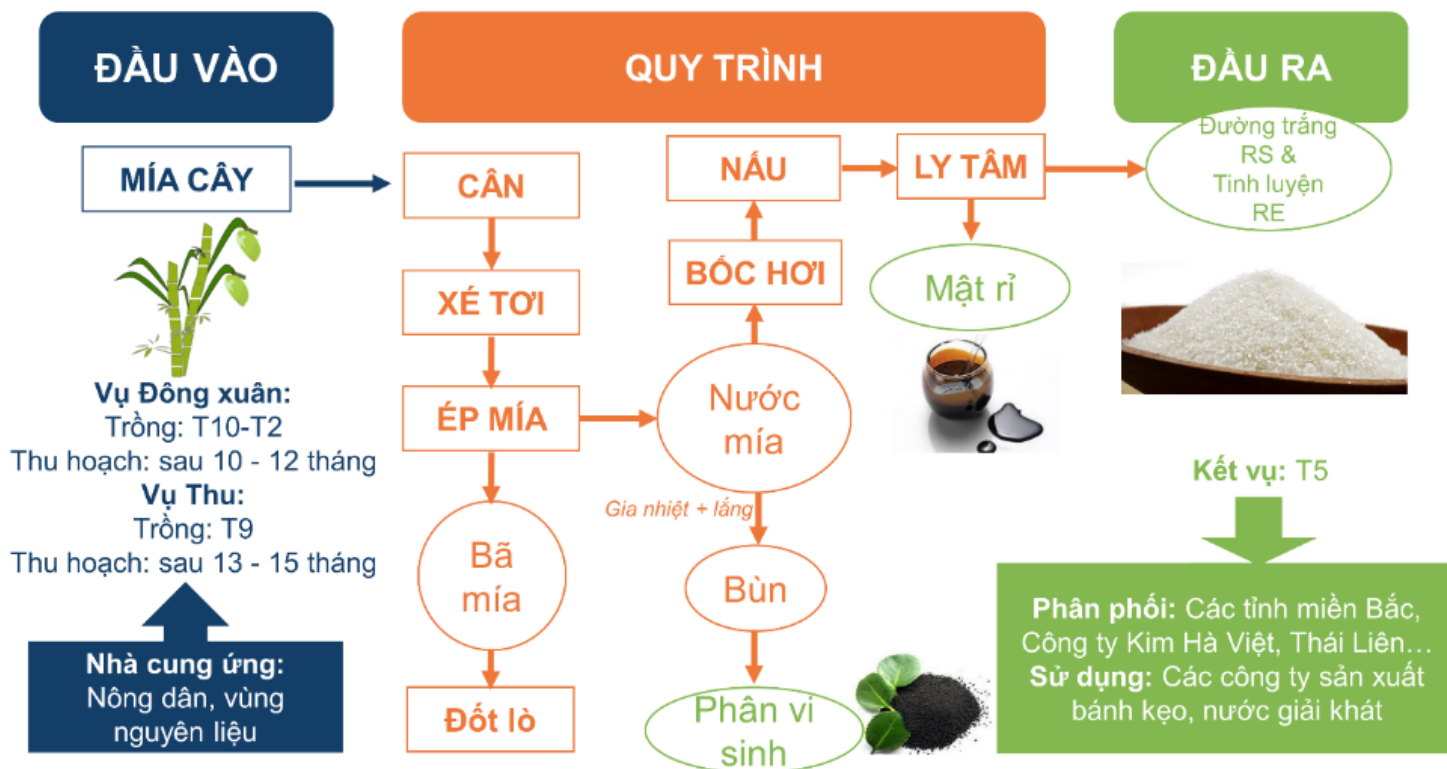 ĐẦU VÀO
QUY TRÌNH
ĐẦU RA
MÍA CÂY
Vụ Đông xuân:
Trồng: T10-T2
Thu hoạch: sau 10 - 12 tháng
Vụ Thu:
Trồng: T9
Thu hoạch: sau 13 - 15 tháng
Nhà cung ứng:
Nông dân, vùng
nguyên liệu
CÂN
XÉ TƠI
ÉP MÍA
Bã
mía
Đốt lò
NẤU
BỐC HƠI
Nước
mía
Gia nhiệt + lắng
Bùn
Phân vi
sinh
LY TÂM
Mật rỉ
Đường trắng
RS &
Tinh luyện
RE
Kết vụ: T5
Phân phối: Các tỉnh miền Bắc,
Công ty Kim Hà Việt, Thái Liên…
Sử dụng: Các công ty sản xuất
bánh kẹo, nước giải khát